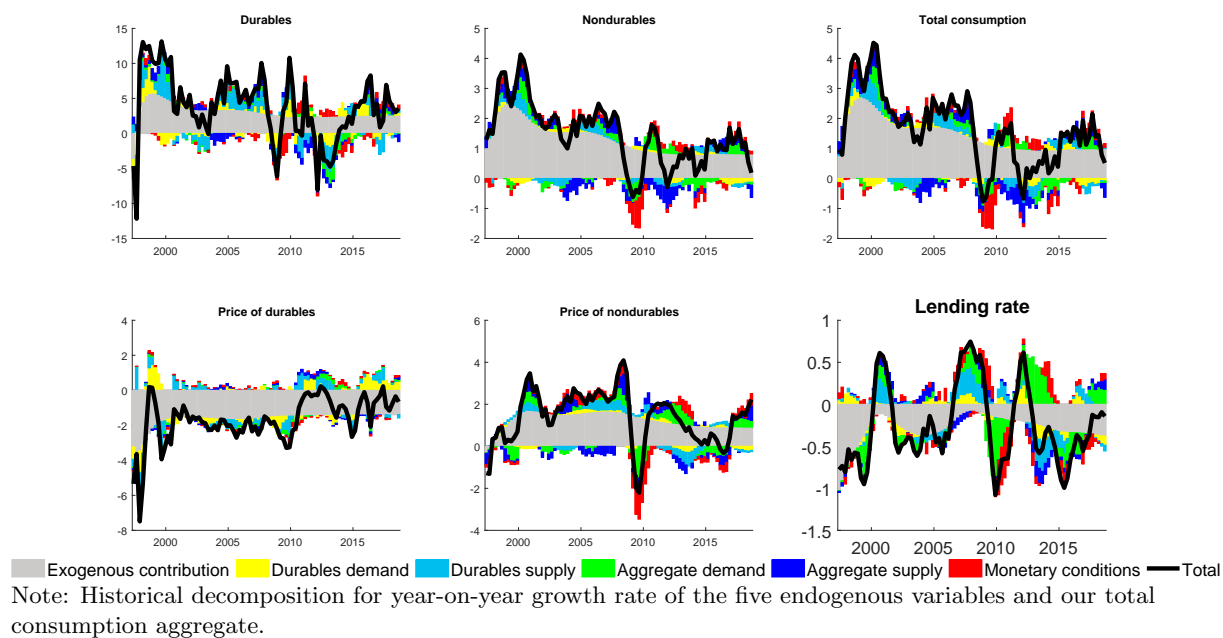 Durables
Nondurables
Total consumption
15
10
5
0
-5
-10
-15
2000 2005 2010 2015
5
4
3
2
1
0
-1
-2
2000 2005 2010 2015
5
4
3
2
1
0
-1
-2
2000 2005 2010 2015
Price of durables
Price of nondurables
Lending rate
4
2
0
-2
-4
-6
-8
2000 2005 2010 2015
6
4
2
0
-2
-4
2000 2005 2010 2015
1
0.5
0
-0.5
-1
-1.5
2000 2005 2010 2015
Exogenous contribution Durables demand Durables supply Aggregate demand Aggregate supply Monetary conditions Total
Note: Historical decomposition for year-on-year growth rate of the five endogenous variables and our total
consumption aggregate.